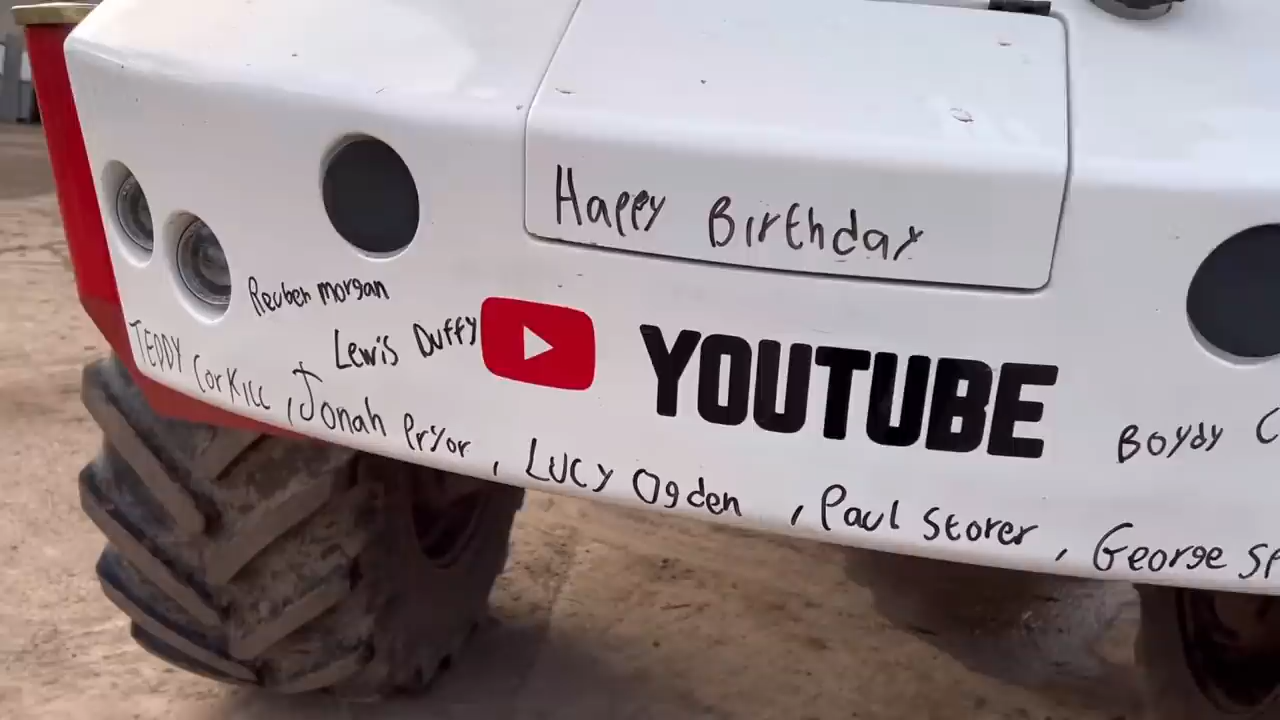 Happy Birthday
Reuben morgan
Lewis Duffy
YOUTUBE
TEDDY CorKill, Jonah Pryor, LUCY Ogden, Paul Storer, George
Boydy